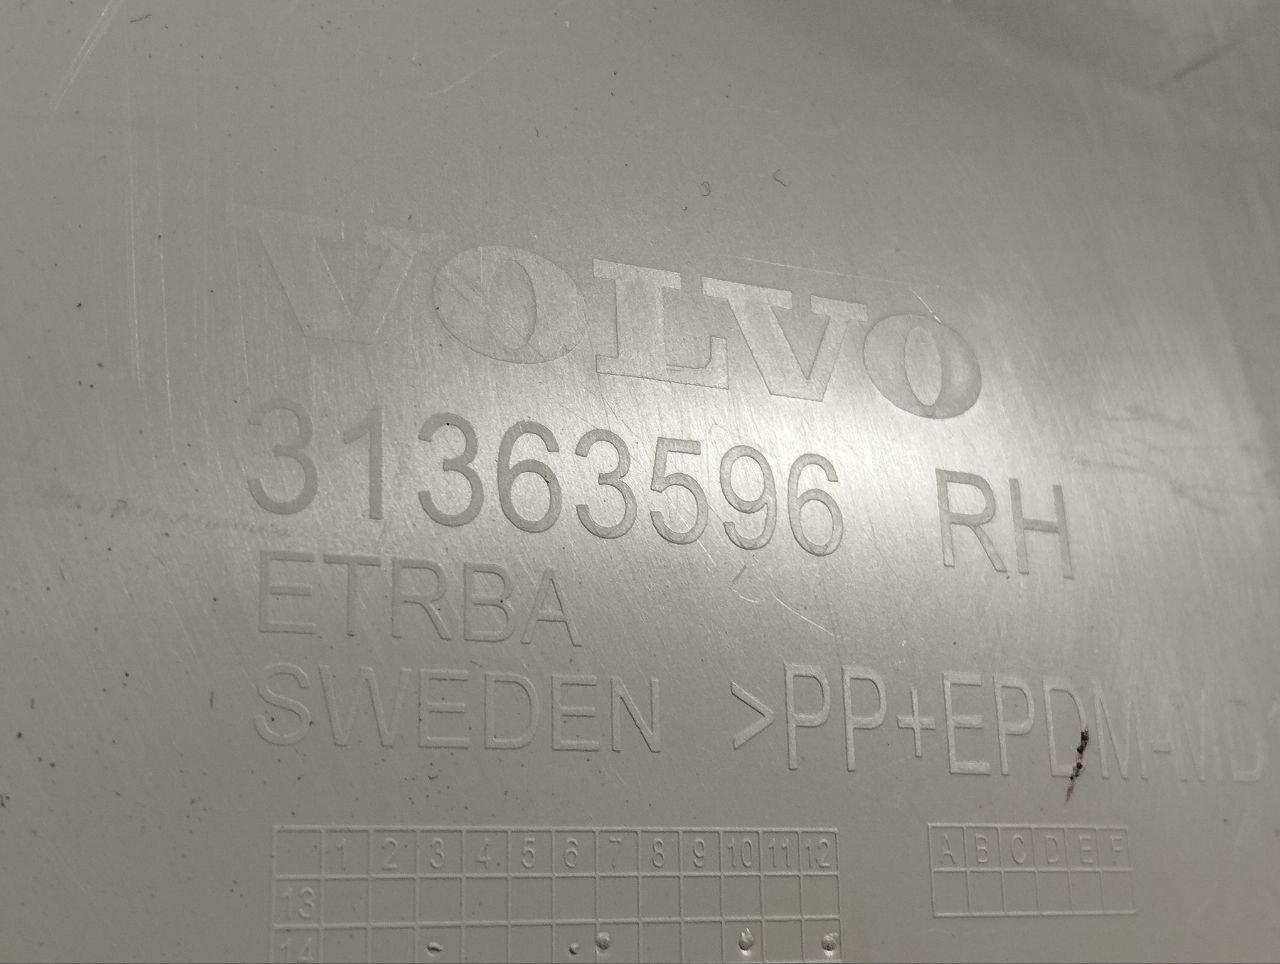 VOLVO
31363596 RH
ETRBA
SWEDEN >PP+EPDM-MD
1 2 3 4 5 6 7 8 9 10 11 12
A B C D E F
13
14